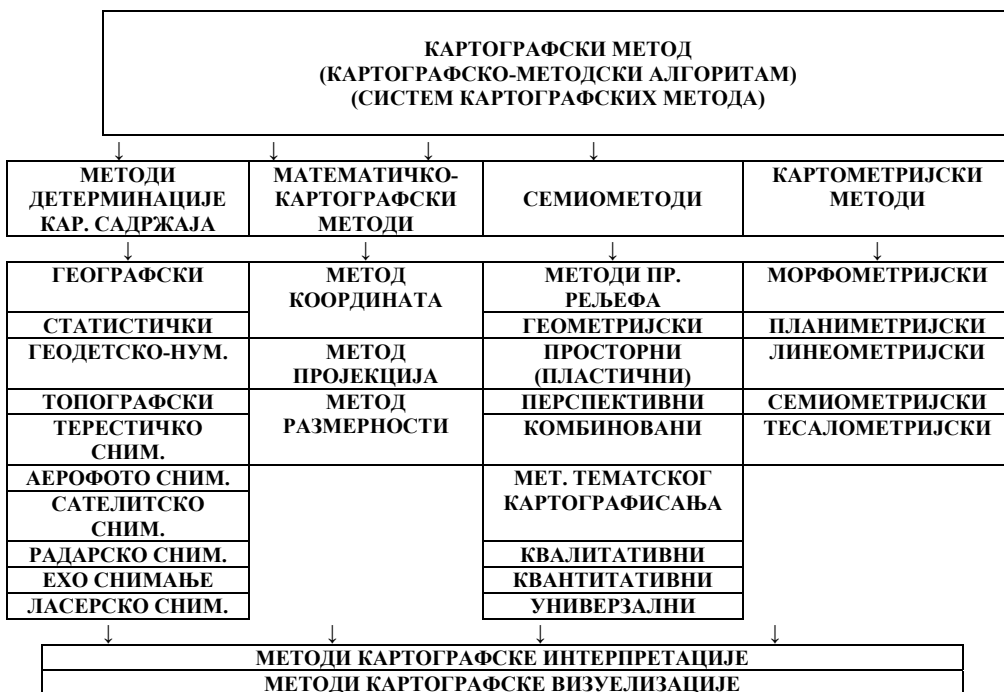 КАРТОГРАФСКИ МЕТОД
(КАРТОГРАФСКО-МЕТОДСКИ АЛГОРИТАМ)
(СИСТЕМ КАРТОГРАФСКИХ МЕТОДА)
↓ ↓ ↓ ↓
МЕТОДИ
ДЕТЕРМИНАЦИЈЕ
КАР. САДРЖАЈА
МАТЕМАТИЧКО-
КАРТОГРАФСКИ
МЕТОДИ
СЕМИОМЕТОДИ
КАРТОМЕТРИЈСКИ
МЕТОДИ
↓ ↓ ↓ ↓
ГЕОГРАФСКИ
СТАТИСТИЧКИ
ГЕОДЕТСКО-НУМ.
ТОПОГРАФСКИ
ТЕРЕСТИЧКО
СНИМ.
АЕРОФОТО СНИМ.
САТЕЛИТСКО
СНИМ.
РАДАРСКО СНИМ.
ЕХО СНИМАЊЕ
ЛАСЕРСКО СНИМ.
МЕТОД
КООРДИНАТА
МЕТОД
ПРОЈЕКЦИЈА
МЕТОД
РАЗМЕРНОСТИ
МЕТОДИ ПР.
РЕЉЕФА
ГЕОМЕТРИЈСКИ
ПРОСТОРНИ
(ПЛАСТИЧНИ)
ПЕРСПЕКТИВНИ
КОМБИНОВАНИ
МЕТ. ТЕМАТСКОГ
КАРТОГРАФИСАЊА
КВАЛИТАТИВНИ
КВАНТИТАТИВНИ
УНИВЕРЗАЛНИ
МОРФОМЕТРИЈСКИ
ПЛАНИМЕТРИЈСКИ
ЛИНЕОМЕТРИЈСКИ
СЕМИОМЕТРИЈСКИ
ТЕСАЛОМЕТРИЈСКИ
↓ ↓ ↓ ↓
МЕТОДИ КАРТОГРАФСКЕ ИНТЕРПРЕТАЦИЈЕ
МЕТОДИ КАРТОГРАФСКЕ ВИЗУЕЛИЗАЦИЈЕ